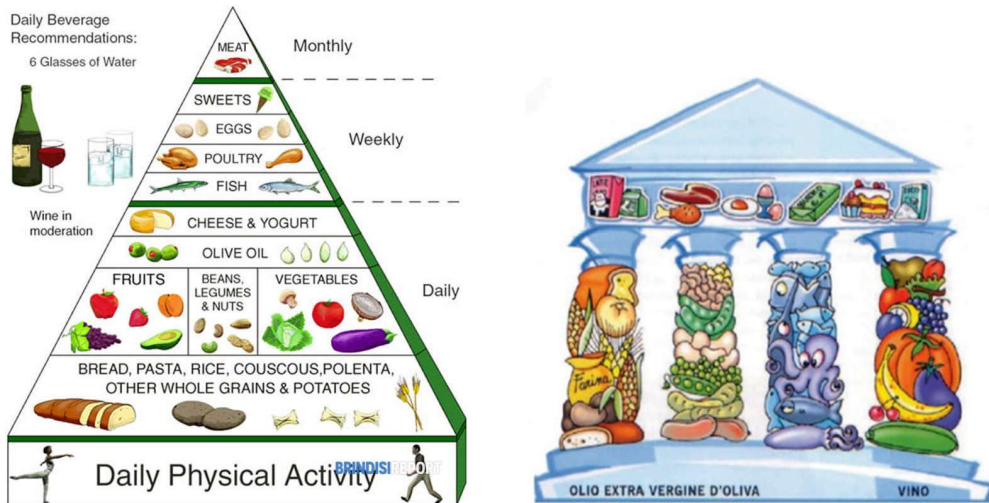 Daily Beverage
Recommendations:
6 Glasses of Water
Wine in
moderation
MEAT
Monthly
SWEETS
EGGS
POULTRY
FISH
Weekly
CHEESE & YOGURT
OLIVE OIL
FRUITS
BEANS,
LEGUMES
& NUTS
VEGETABLES
Daily
BREAD, PASTA, RICE, COUSCOUS,POLENTA,
OTHER WHOLE GRAINS & POTATOES
Daily Physical Activity
BRINDISIREPORT
LATTE
Farina
OLIO EXTRA VERGINE D'OLIVA
VINO